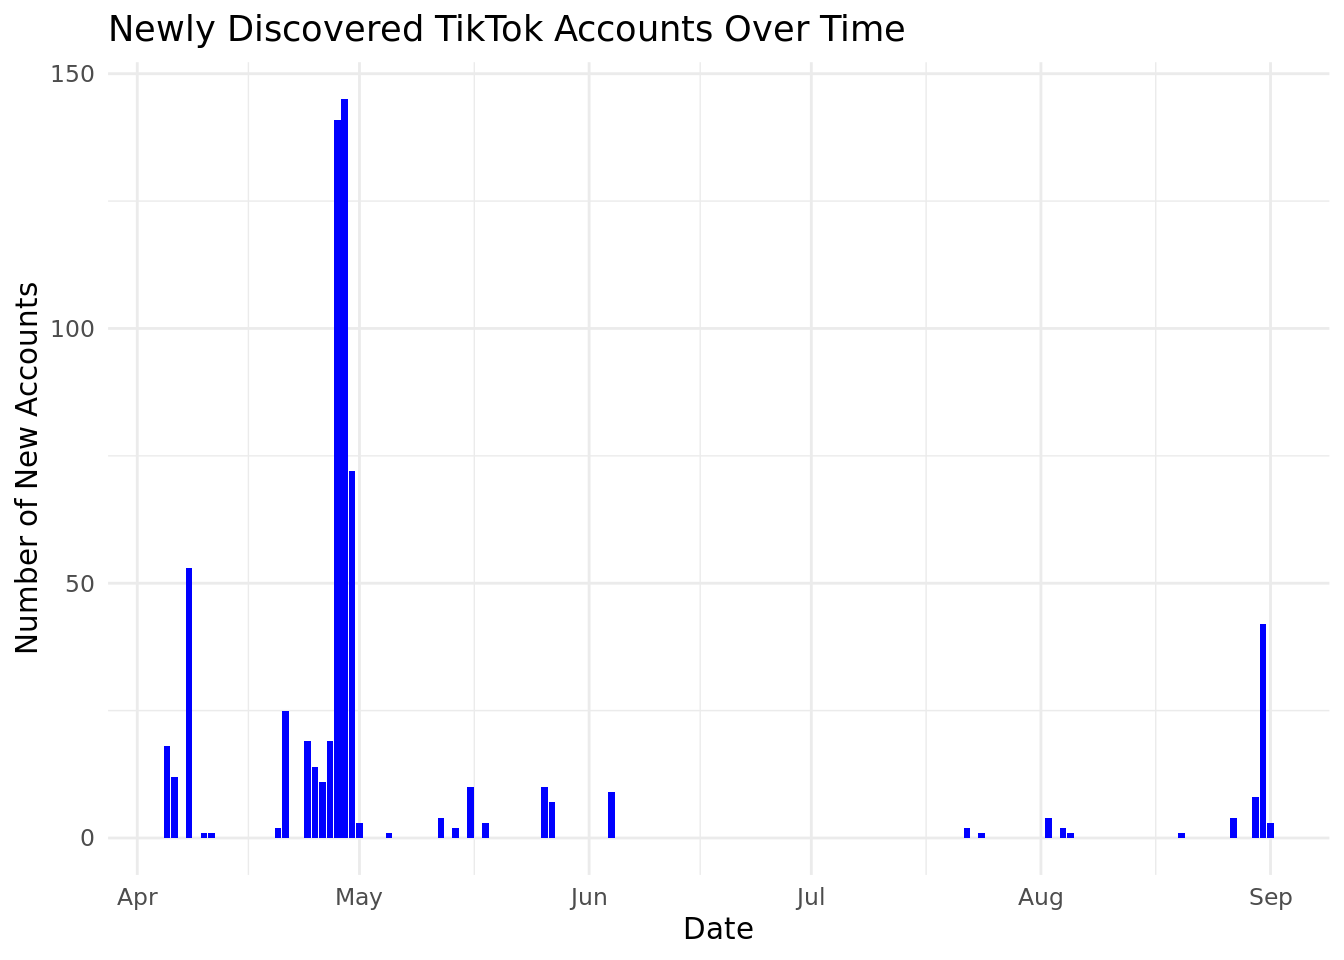 Newly Discovered TikTok Accounts Over Time
Number of New Accounts
150
100
50
0
Apr May Jun Jul Aug Sep
Date